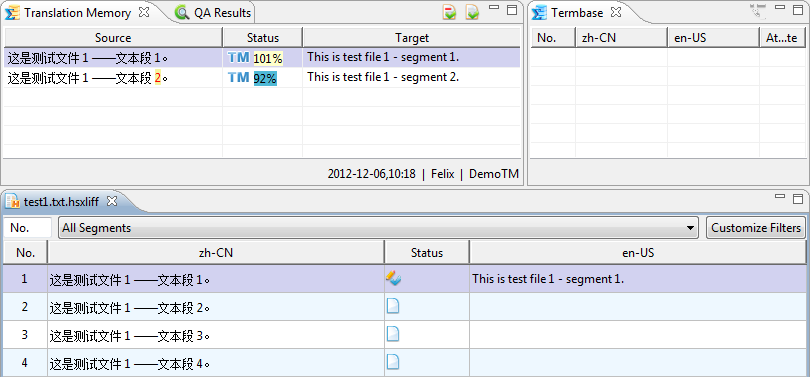 Translation Memory QA Results
Source Status Target
这是测试文件 1 ——文本段 1。 TM 101% This is test file 1 - segment 1.
这是测试文件 1 ——文本段 2。 TM 92% This is test file 1 - segment 2.
2012-12-06,10:18 | Felix | DemoTM
Termbase
No. zh-CN en-US At...te
test1.txt.hsxliff
No. All Segments Customize Filters
No. zh-CN Status en-US
1 这是测试文件 1 ——文本段 1。 This is test file 1 - segment 1.
2 这是测试文件 1 ——文本段 2。
3 这是测试文件 1 ——文本段 3。
4 这是测试文件 1 ——文本段 4。